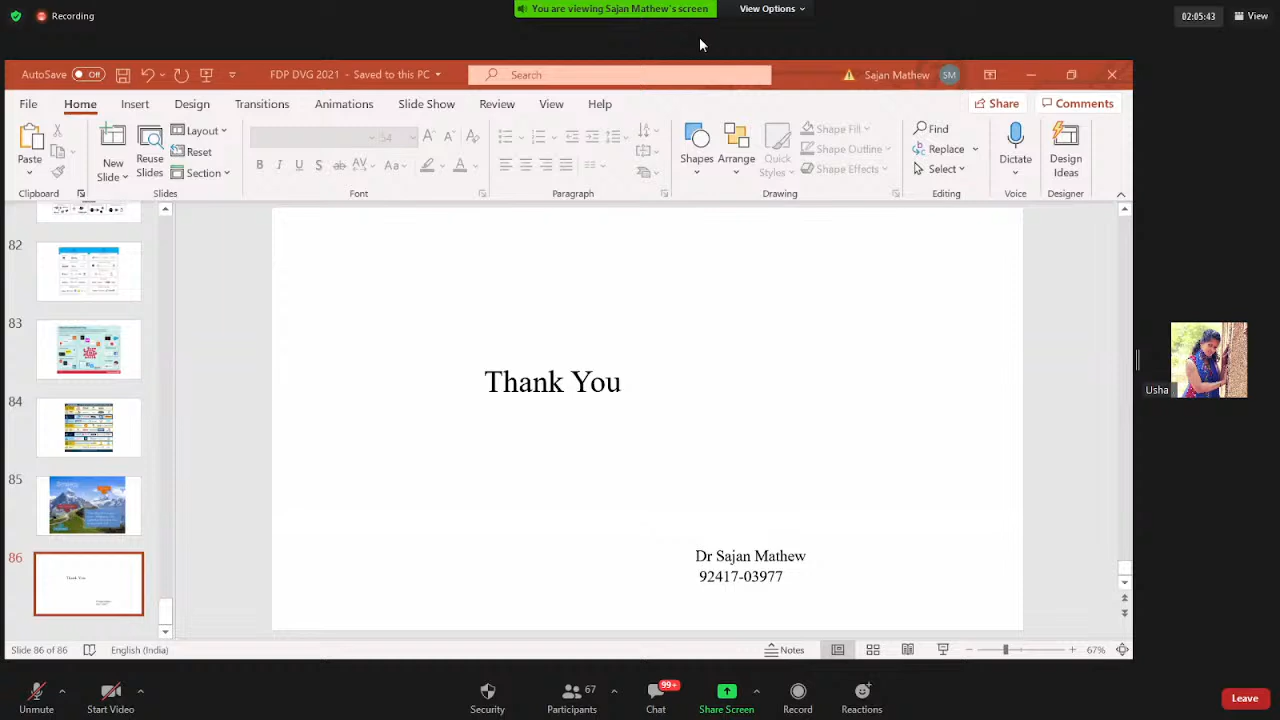 Recording
You are viewing Sajan Mathew's screen
View Options
02:05:43
View
AutoSave Off
FDP DVG 2021 - Saved to this PC
Search
Sajan Mathew
SM
File Home Insert Design Transitions Animations Slide Show Review View Help
Share
Comments
Paste
New Slides
Reuse Slides
Layout
Reset
Section
54
Shapes
Arrange
Quick Styles
Shape Fill
Shape Outline
Shape Effects
Find
Replace
Select
Dictate
Design Ideas
Clipboard Slides Font Paragraph Drawing Editing Voice Designer
82
83
84
85
86
Thank You
Dr Sajan Mathew
92417-03977
Usha
Slide 86 of 86
English (India)
Notes
67%
Unmute
Start Video
Security
67
Participants
99+
Chat
Share Screen
Record
Reactions
Leave